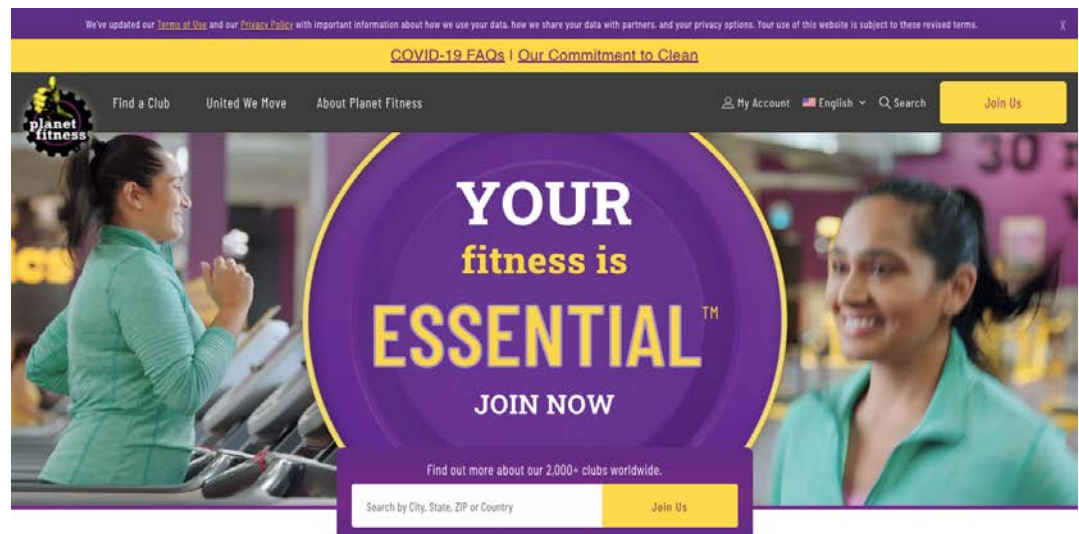 We've updated our Terms of Use and our Privacy Policy with important information about how we use your data, how we share your data with partners, and your privacy options. Your use of this website is subject to these revised terms.
X
COVID-19 FAQs | Our Commitment to Clean
planet
fitness
Find a Club
United We Move
About Planet Fitness
My Account
English
Search
Join Us
30
YOUR
fitness is
ESSENTIAL™
JOIN NOW
Find out more about our 2,000+ clubs worldwide.
Search by City, State, ZIP or Country
Join Us